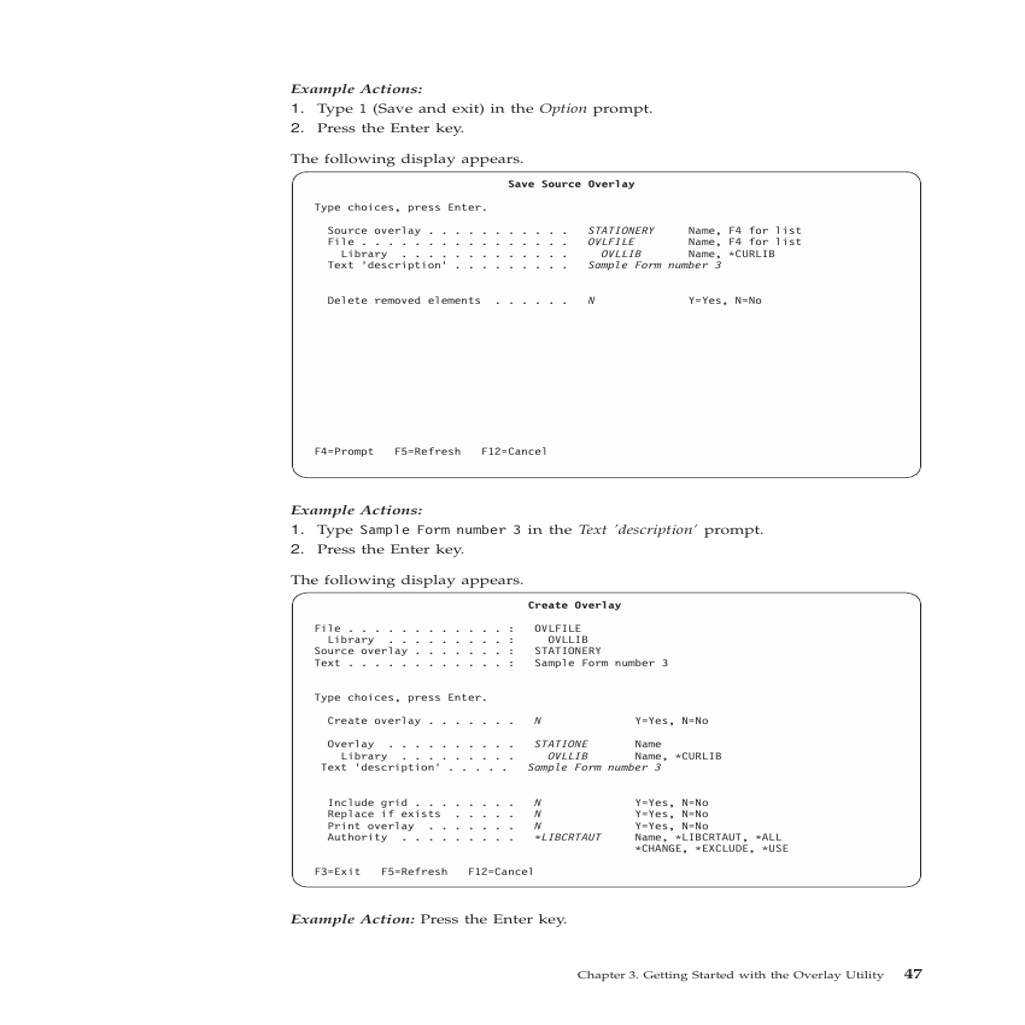 Example Actions:
1. Type 1 (Save and exit) in the Option prompt.
2. Press the Enter key.
The following display appears.
Save Source Overlay
Type choices, press Enter.
Source overlay . . . . . . . . . . . STATIONERY Name, F4 for list
File . . . . . . . . . . . . . . . . OVLFILE Name, F4 for list
Library . . . . . . . . . . . . . OVLLIB Name, *CURLIB
Text 'description' . . . . . . . . . Sample Form number 3
Delete removed elements . . . . . . N Y=Yes, N=No
F4=Prompt F5=Refresh F12=Cancel
Example Actions:
1. Type Sample Form number 3 in the Text ′description′ prompt.
2. Press the Enter key.
The following display appears.
Create Overlay
File . . . . . . . . . . . . : OVLFILE
Library . . . . . . . . . : OVLLIB
Source overlay . . . . . . . : STATIONERY
Text . . . . . . . . . . . . : Sample Form number 3
Type choices, press Enter.
Create overlay . . . . . . . N Y=Yes, N=No
Overlay . . . . . . . . . . STATIONE Name
Library . . . . . . . . . OVLLIB Name, *CURLIB
Text 'description' . . . . . Sample Form number 3
Include grid . . . . . . . . N Y=Yes, N=No
Replace if exists . . . . . N Y=Yes, N=No
Print overlay . . . . . . . N Y=Yes, N=No
Authority . . . . . . . . . *LIBCRTAUT Name, *LIBCRTAUT, *ALL
*CHANGE, *EXCLUDE, *USE
F3=Exit F5=Refresh F12=Cancel
Example Action: Press the Enter key.
Chapter 3. Getting Started with the Overlay Utility 47